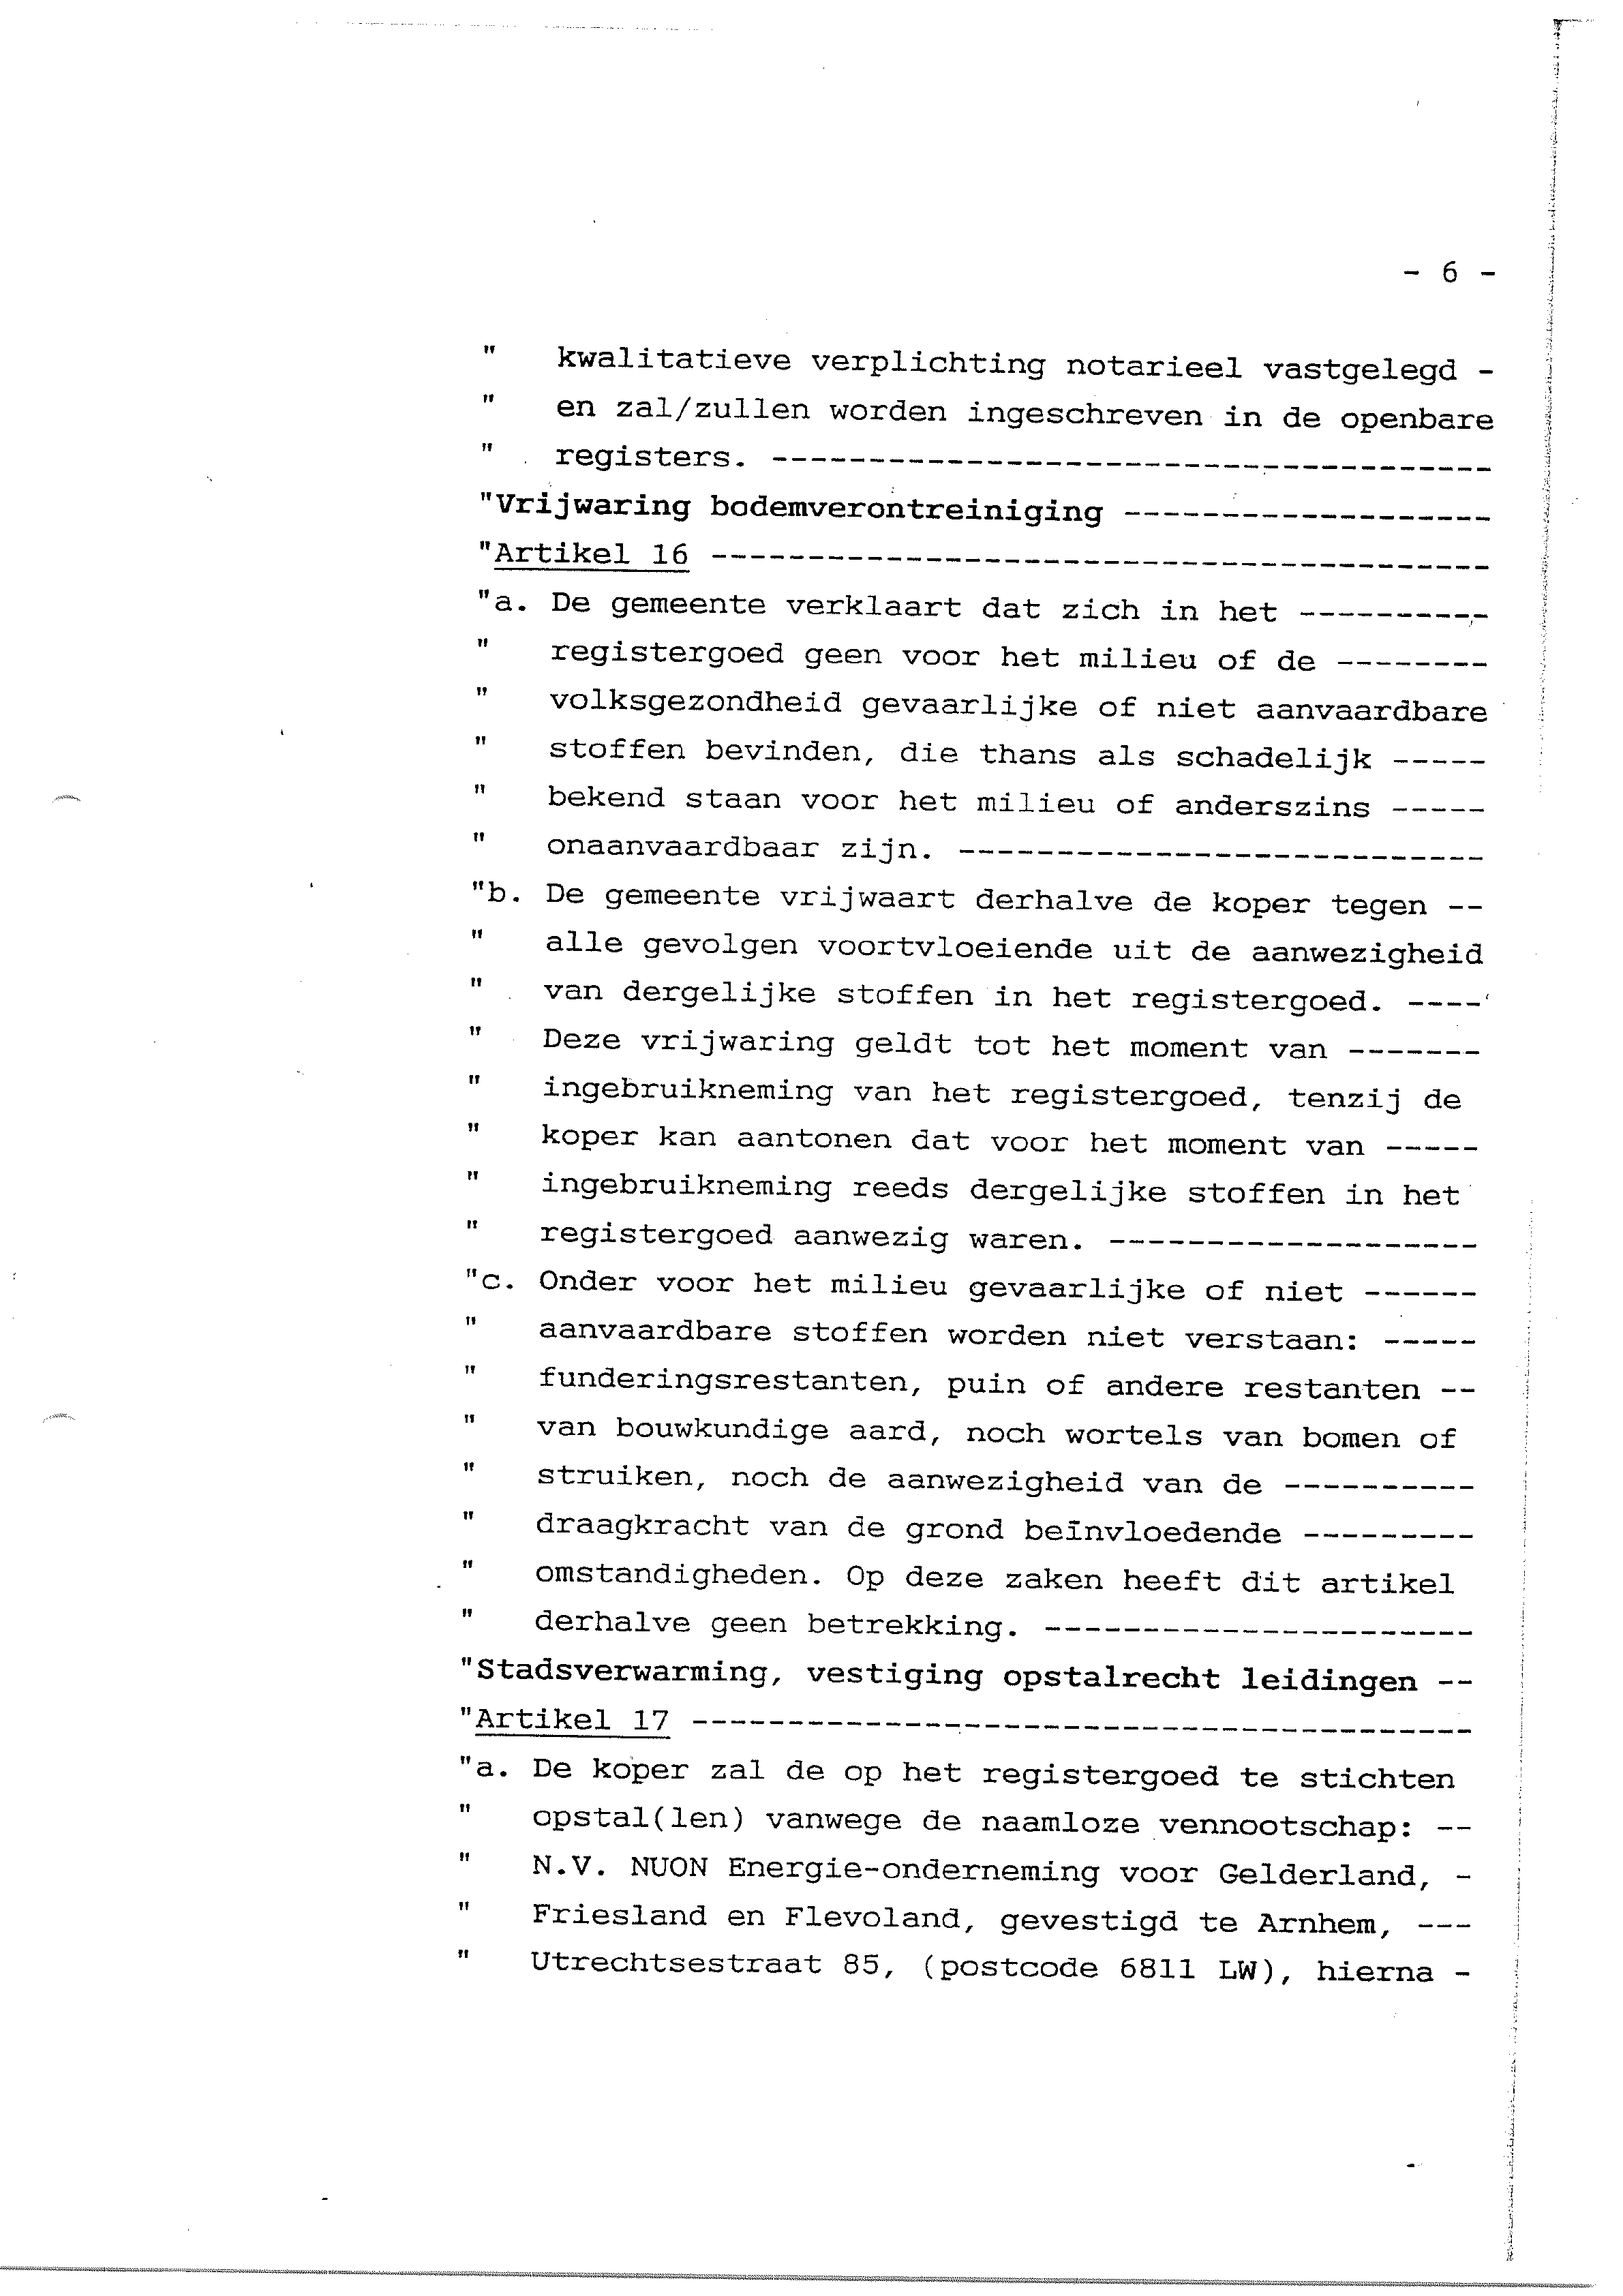 - 6 -
" kwalitatieve verplichting notarieel vastgelegd -
" en zal/zullen worden ingeschreven in de openbare
" registers. -------------------------------------
"Vrijwaring bodemverontreiniging -------------------
"Artikel 16 ----------------------------------------
"a. De gemeente verklaart dat zich in het ----------
" registergoed geen voor het milieu of de --------
" volksgezondheid gevaarlijke of niet aanvaardbare
" stoffen bevinden, die thans als schadelijk -----
" bekend staan voor het milieu of anderszins -----
" onaanvaardbaar zijn. ---------------------------
"b. De gemeente vrijwaart derhalve de koper tegen --
" alle gevolgen voortvloeiende uit de aanwezigheid
" van dergelijke stoffen in het registergoed. ----
" Deze vrijwaring geldt tot het moment van -------
" ingebruikneming van het registergoed, tenzij de
" koper kan aantonen dat voor het moment van -----
" ingebruikneming reeds dergelijke stoffen in het
" registergoed aanwezig waren. -------------------
"c. Onder voor het milieu gevaarlijke of niet ------
" aanvaardbare stoffen worden niet verstaan: -----
" funderingsrestanten, puin of andere restanten --
" van bouwkundige aard, noch wortels van bomen of
" struiken, noch de aanwezigheid van de ----------
" draagkracht van de grond beïnvloedende ---------
" omstandigheden. Op deze zaken heeft dit artikel
" derhalve geen betrekking. ----------------------
"Stadsverwarming, vestiging opstalrecht leidingen --
"Artikel 17 ----------------------------------------
"a. De koper zal de op het registergoed te stichten
" opstal(len) vanwege de naamloze vennootschap: --
" N.V. NUON Energie-onderneming voor Gelderland, -
" Friesland en Flevoland, gevestigd te Arnhem, ---
" Utrechtsestraat 85, (postcode 6811 LW), hierna -